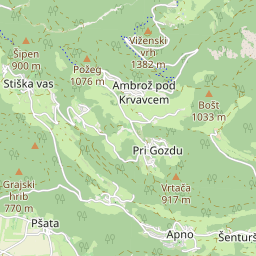 Viženski
vrh
1382 m
Šipen
900 m
Požeg
1076 m
Stiška vas
Ambrož pod
Krvavcem
Bošt
1033 m
Pri Gozdu
Grajski
hrib
770 m
Vrtača
917 m
Pšata
Apno
Šenturš